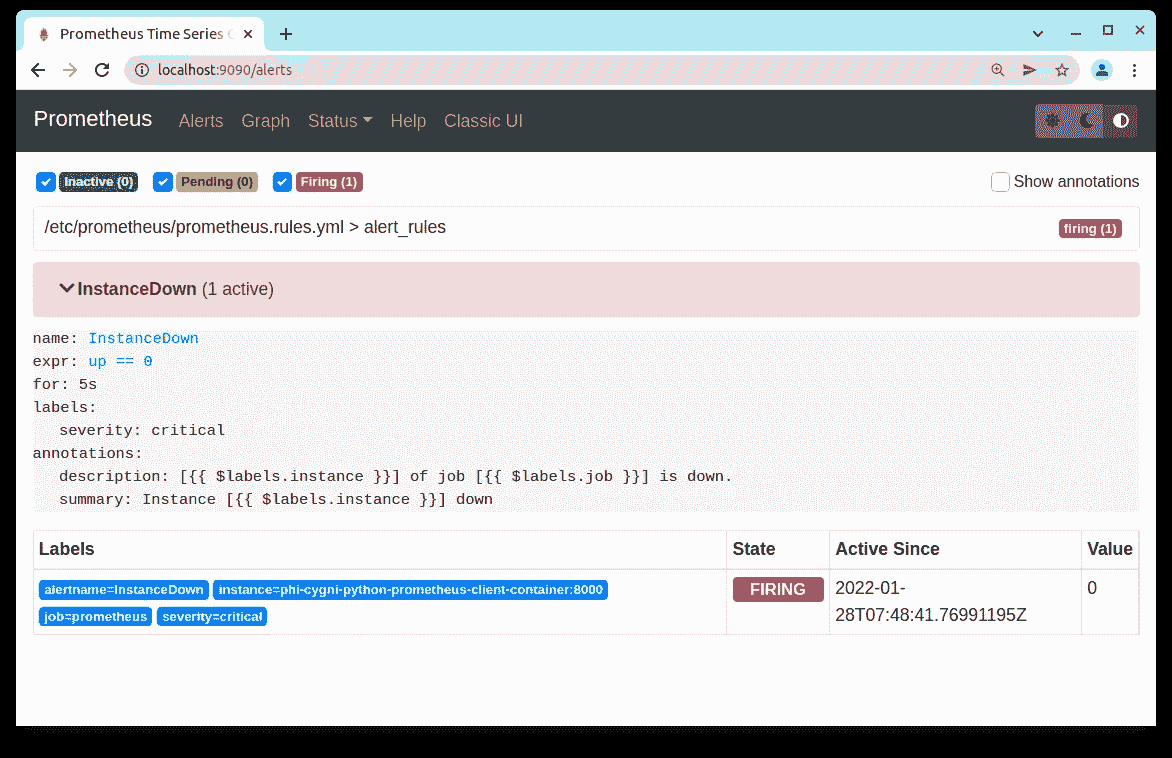 Prometheus Time Series C
localhost:9090/alerts
Prometheus Alerts Graph Status Help Classic UI
Inactive (0) Pending (0) Firing (1) Show annotations
/etc/prometheus/prometheus.rules.yml > alert_rules firing (1)
InstanceDown (1 active)
name: InstanceDown
expr: up == 0
for: 5s
labels:
severity: critical
annotations:
description: [{{ $labels.instance }}] of job [{{ $labels.job }}] is down.
summary: Instance [{{ $labels.instance }}] down
Labels State Active Since Value
alertname=InstanceDown instance=phi-cygni-python-prometheus-client-container:8000 FIRING 2022-01- 0
job=prometheus severity=critical 28T07:48:41.76991195Z